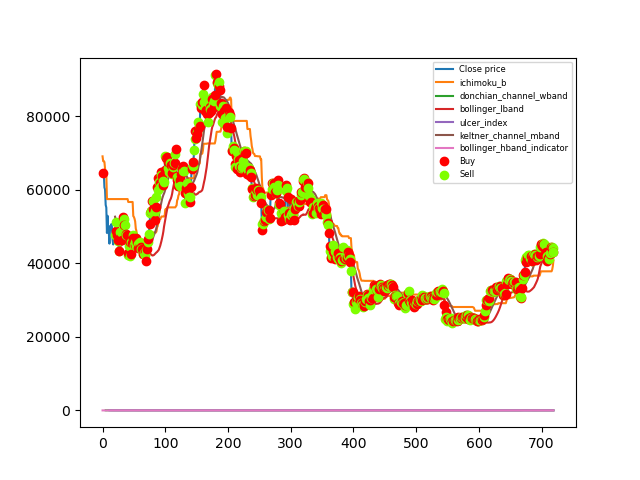 Close price
ichimoku_b
donchian_channel_wband
bollinger_lband
ulcer_index
keltner_channel_mband
bollinger_hband_indicator
Buy
Sell
80000
60000
40000
20000
0
0 100 200 300 400 500 600 700